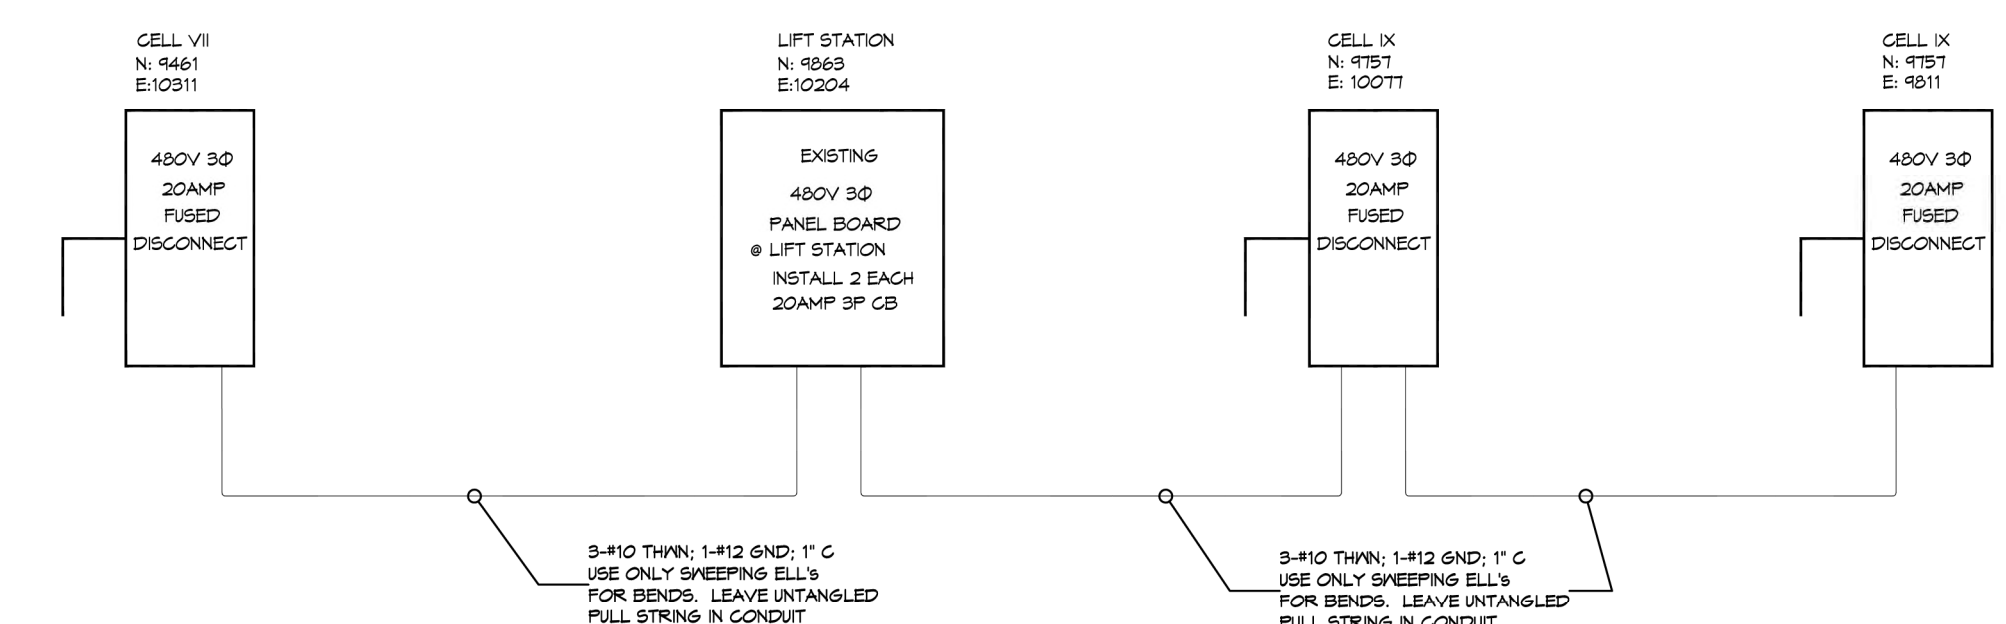 CELL VII
N: 9461
E:10311
480V 3Φ
20AMP
FUSED
DISCONNECT
LIFT STATION
N: 9863
E:10204
EXISTING
480V 3Φ
PANEL BOARD
@ LIFT STATION
INSTALL 2 EACH
20AMP 3P CB
CELL IX
N: 9757
E: 10077
480V 3Φ
20AMP
FUSED
DISCONNECT
CELL IX
N: 9757
E: 9811
480V 3Φ
20AMP
FUSED
DISCONNECT
3-#10 THWN; 1-#12 GND; 1" C
USE ONLY SWEEPING ELL's
FOR BENDS. LEAVE UNTANGLED
PULL STRING IN CONDUIT
3-#10 THWN; 1-#12 GND; 1" C
USE ONLY SWEEPING ELL's
FOR BENDS. LEAVE UNTANGLED
PULL STRING IN CONDUIT